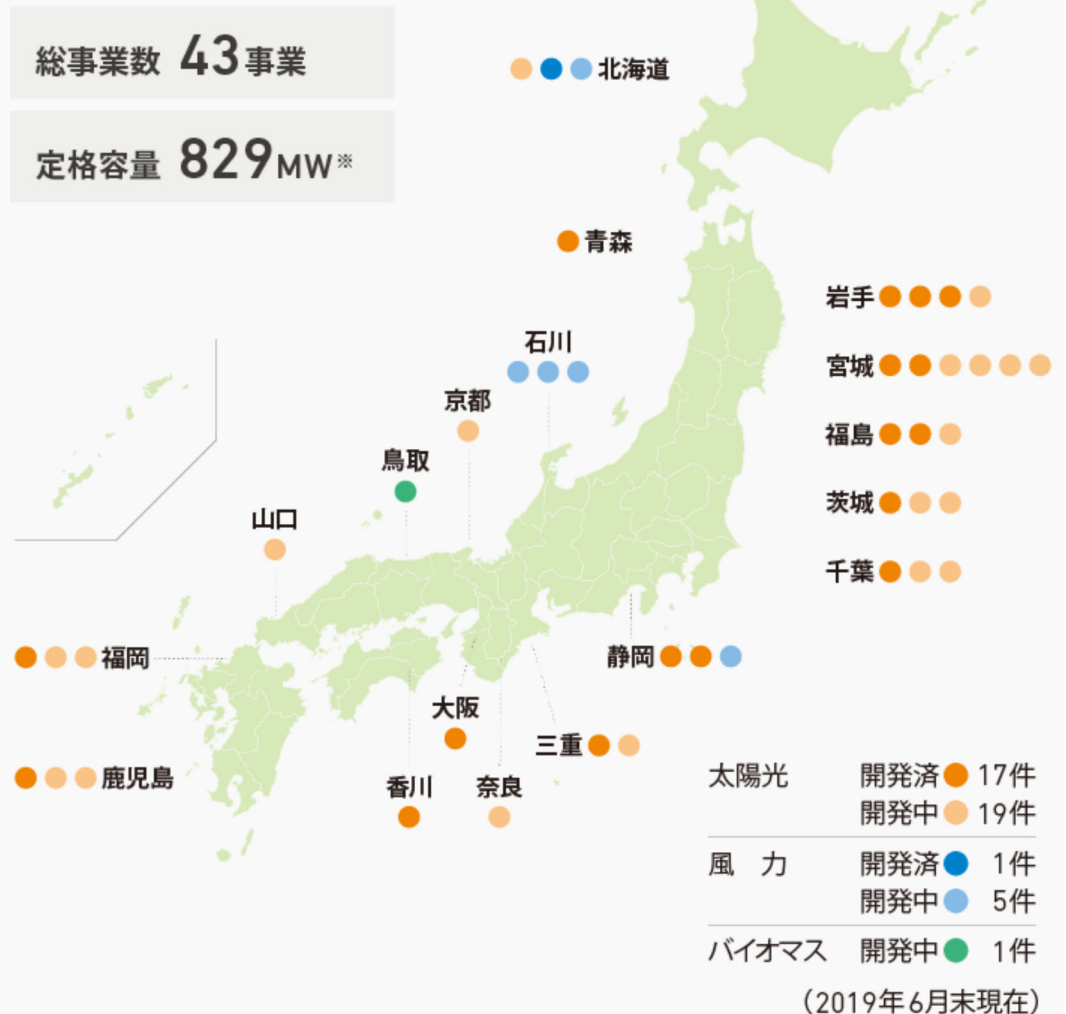 総事業数 43事業
定格容量 829MW※
北海道
青森
岩手
石川
宮城
京都
福島
鳥取
茨城
山口
千葉
福岡
静岡
大阪
三重
鹿児島
香川
奈良
太陽光 開発済 17件
開発中 19件
風 力 開発済 1件
開発中 5件
バイオマス 開発中 1件
（2019年6月末現在）